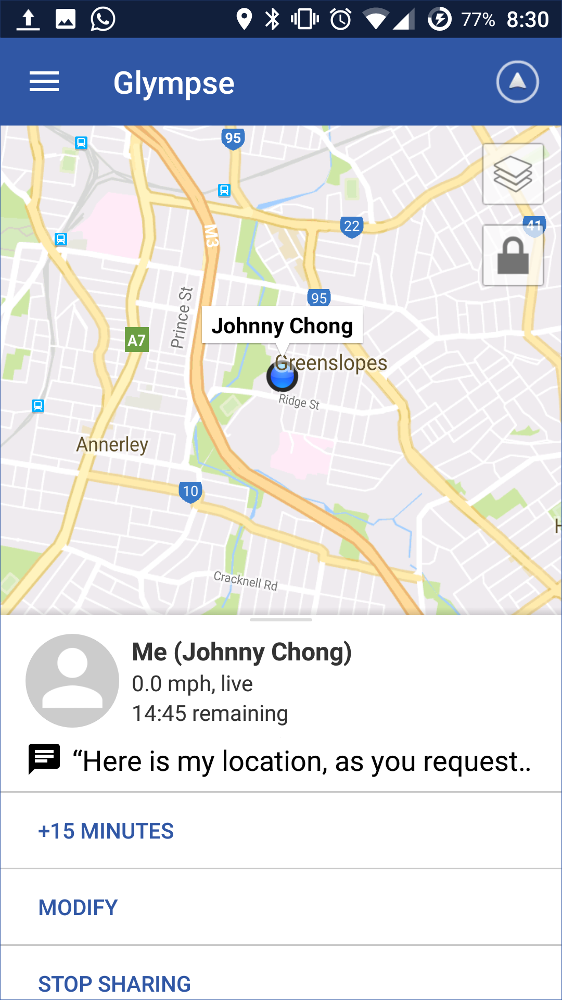 77% 8:30
Glympse
95
22
41
M3
95
Prince St
Johnny Chong
A7
Greenslopes
Ridge St
Annerley
10
H
Cracknell Rd
Me (Johnny Chong)
0.0 mph, live
14:45 remaining
“Here is my location, as you request..
+15 MINUTES
MODIFY
STOP SHARING